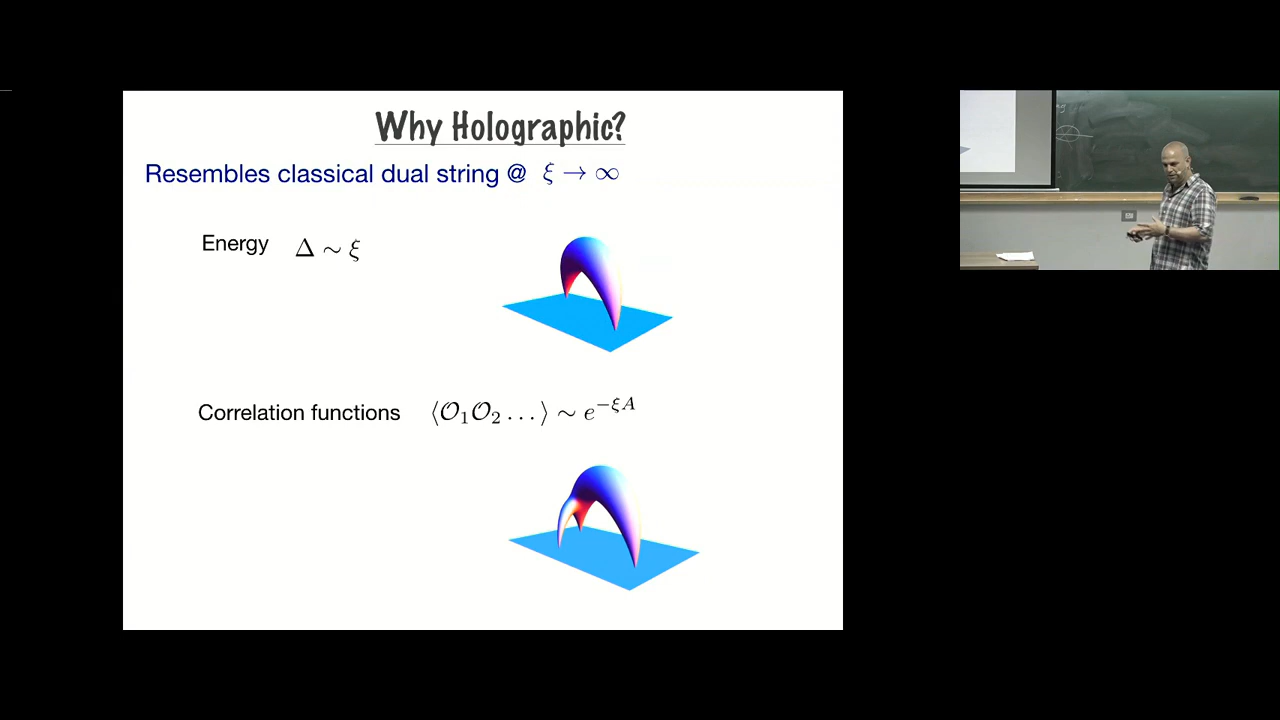 Why Holographic?
Resembles classical dual string @ ξ → ∞
Energy Δ ∼ ξ
Correlation functions ⟨𝒪₁𝒪₂ . . . ⟩ ∼ e^{−ξA}